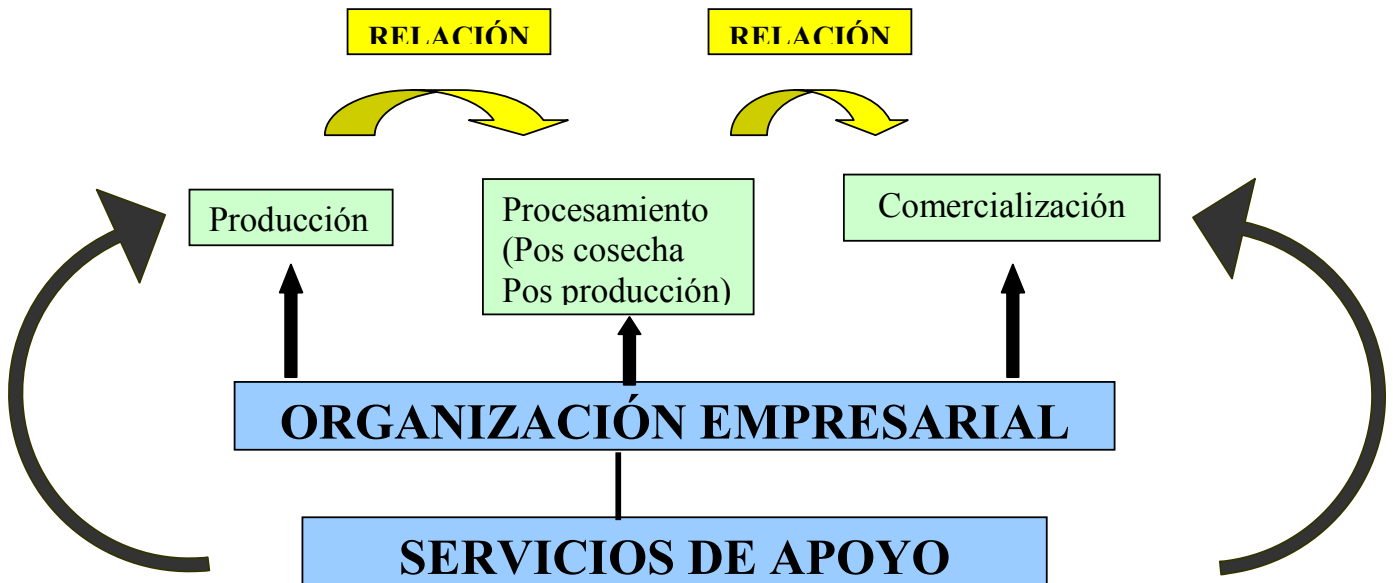 RELACIÓN
RELACIÓN
Producción
Procesamiento
(Pos cosecha
Pos producción)
Comercialización
ORGANIZACIÓN EMPRESARIAL
SERVICIOS DE APOYO